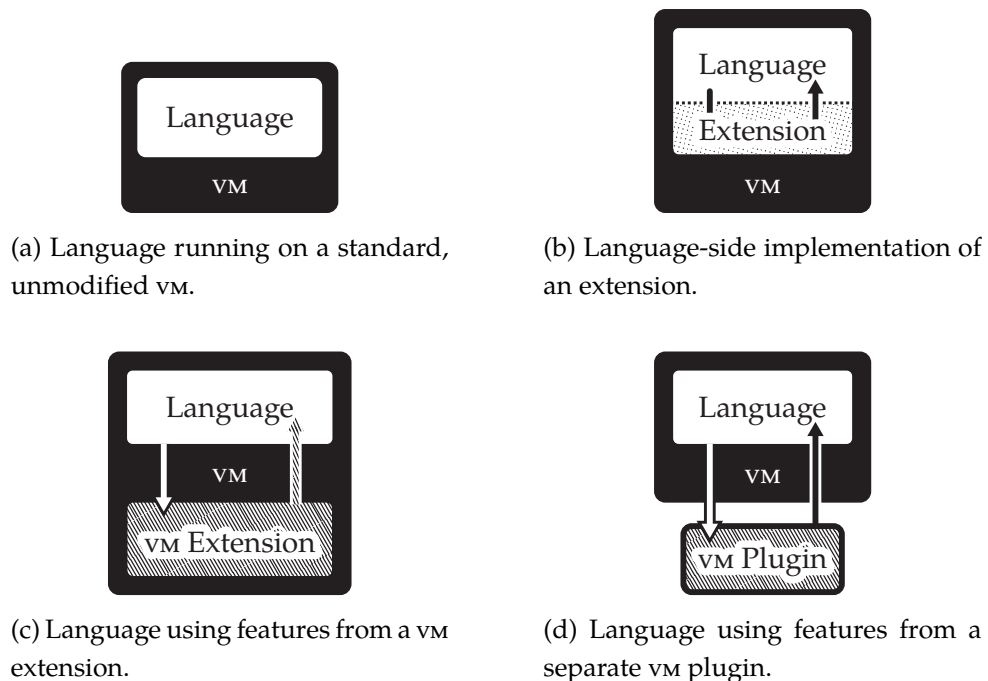 Language
VM
(a) Language running on a standard,
unmodified VM.
Language
Extension
VM
(b) Language-side implementation of
an extension.
Language
VM
VM Extension
(c) Language using features from a VM
extension.
Language
VM
VM Plugin
(d) Language using features from a
separate VM plugin.